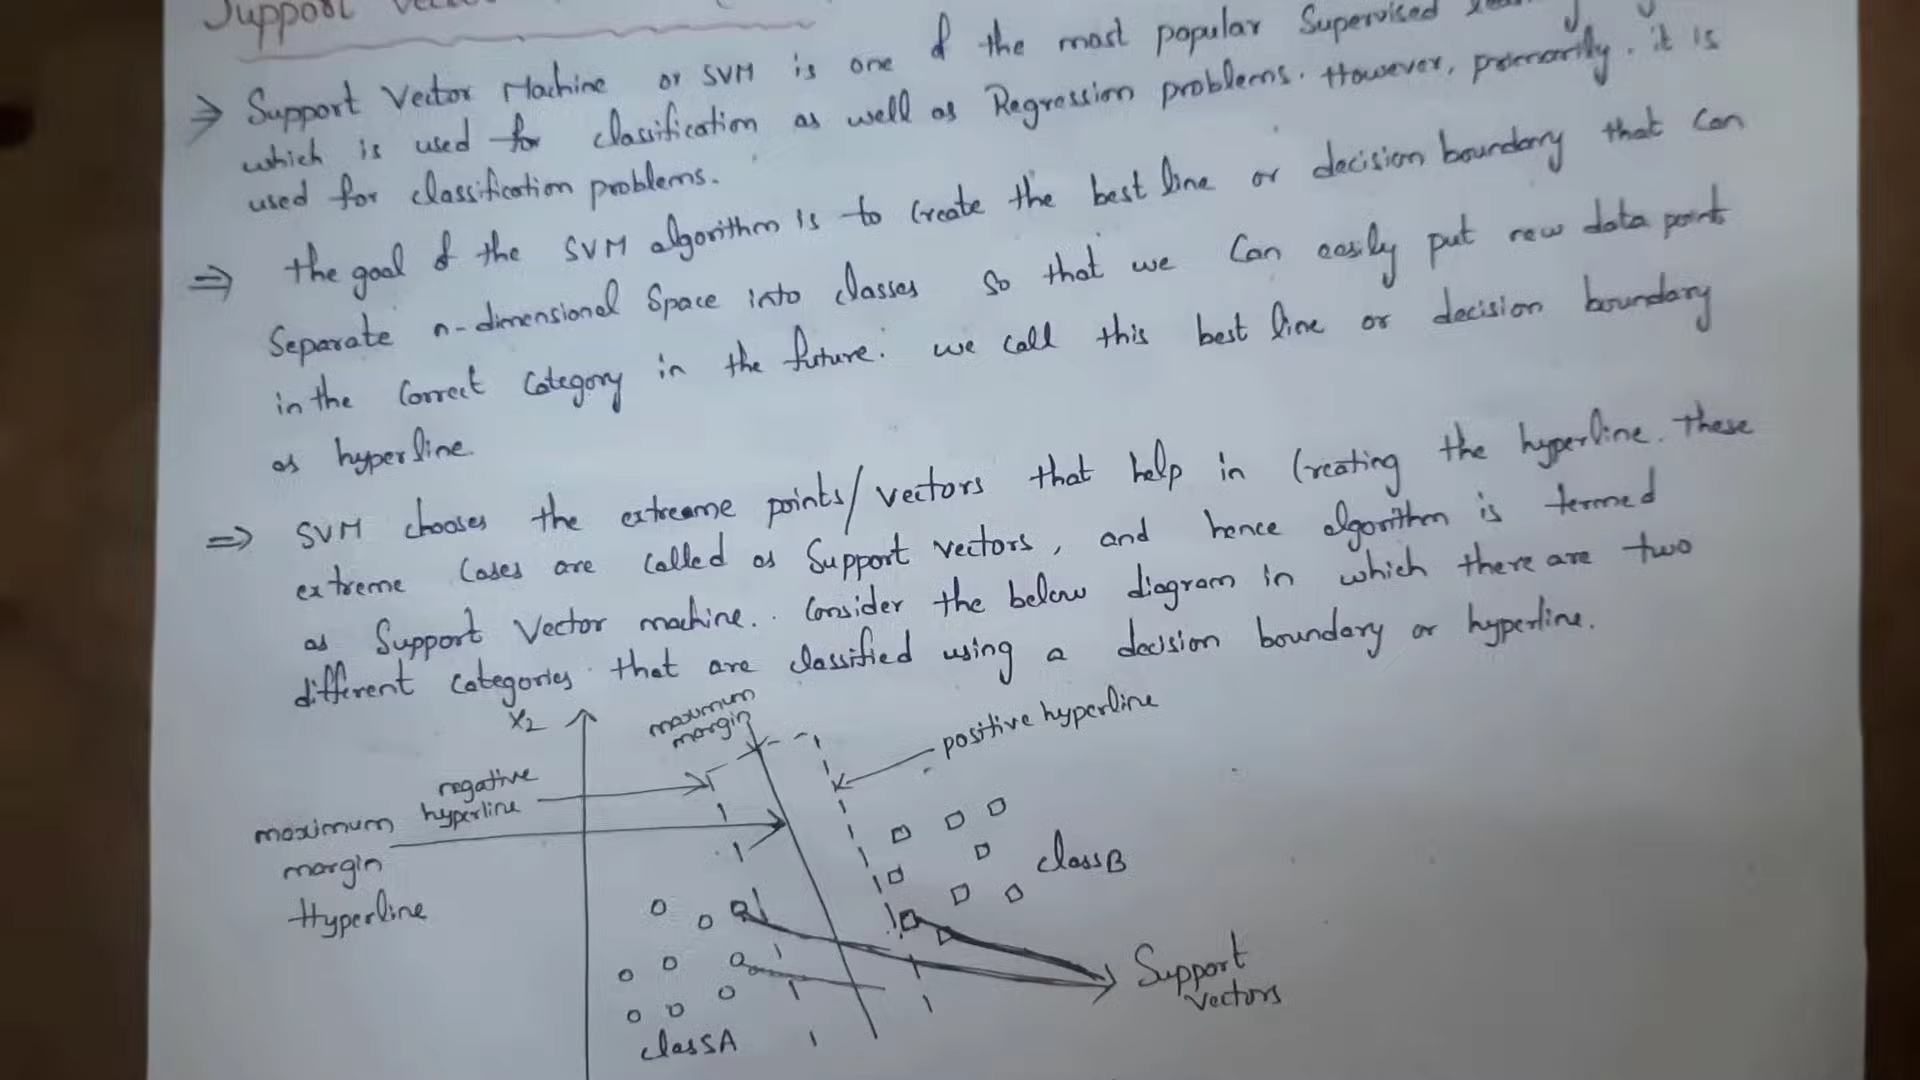 Support Vector
⇒ Support Vector Machine or SVM is one of the most popular Supervised
which is used for classification as well as Regression problems. However, primarily, it is
used for classification problems.
⇒ the goal of the SVM algorithm is to Create the best line or decision boundary that can
Separate n-dimensional Space into classes so that we Can easily put new data point
in the Correct Category in the future. we call this best line or decision boundary
as hyperline.
⇒ SVM chooses the extreame points/vectors that help in Creating the hyperline. These
extreme Cases are Called as Support vectors, and hence algorithm is termed
as Support Vector machine.. Consider the below diagram in which there are two
different Categories that are classified using a decision boundary or hyperline.
X2
maximum
margin
positive hyperline
negative
hyperline
maximum
margin
Hyperline
class B
Support
vectors
class A